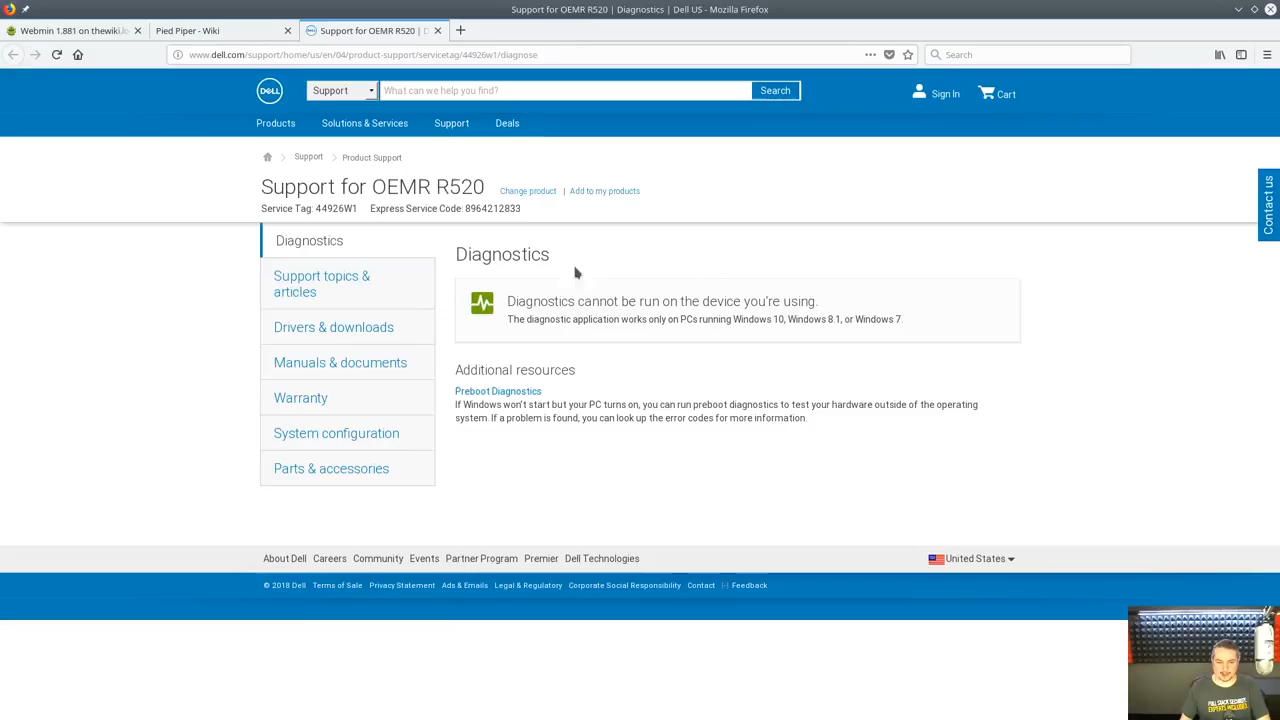 Support for OEMR R520 | Diagnostics | Dell US - Mozilla Firefox
Webmin 1.881 on thewiki.lo
Pied Piper - Wiki
Support for OEMR R520 | D
www.dell.com/support/home/us/en/04/product-support/servicetag/44926w1/diagnose
Search
DELL
Support
What can we help you find?
Search
Sign In
Cart
Products
Solutions & Services
Support
Deals
Support
Product Support
Support for OEMR R520
Change product | Add to my products
Service Tag: 44926W1
Express Service Code: 8964212833
Contact us
Diagnostics
Support topics &
articles
Drivers & downloads
Manuals & documents
Warranty
System configuration
Parts & accessories
Diagnostics
Diagnostics cannot be run on the device you're using.
The diagnostic application works only on PCs running Windows 10, Windows 8.1, or Windows 7.
Additional resources
Preboot Diagnostics
If Windows won't start but your PC turns on, you can run preboot diagnostics to test your hardware outside of the operating
system. If a problem is found, you can look up the error codes for more information.
About Dell
Careers
Community
Events
Partner Program
Premier
Dell Technologies
United States
© 2018 Dell
Terms of Sale
Privacy Statement
Ads & Emails
Legal & Regulatory
Corporate Social Responsibility
Contact
[-] Feedback
FULL STACK SECURITY
EXPERTS INCLUDED